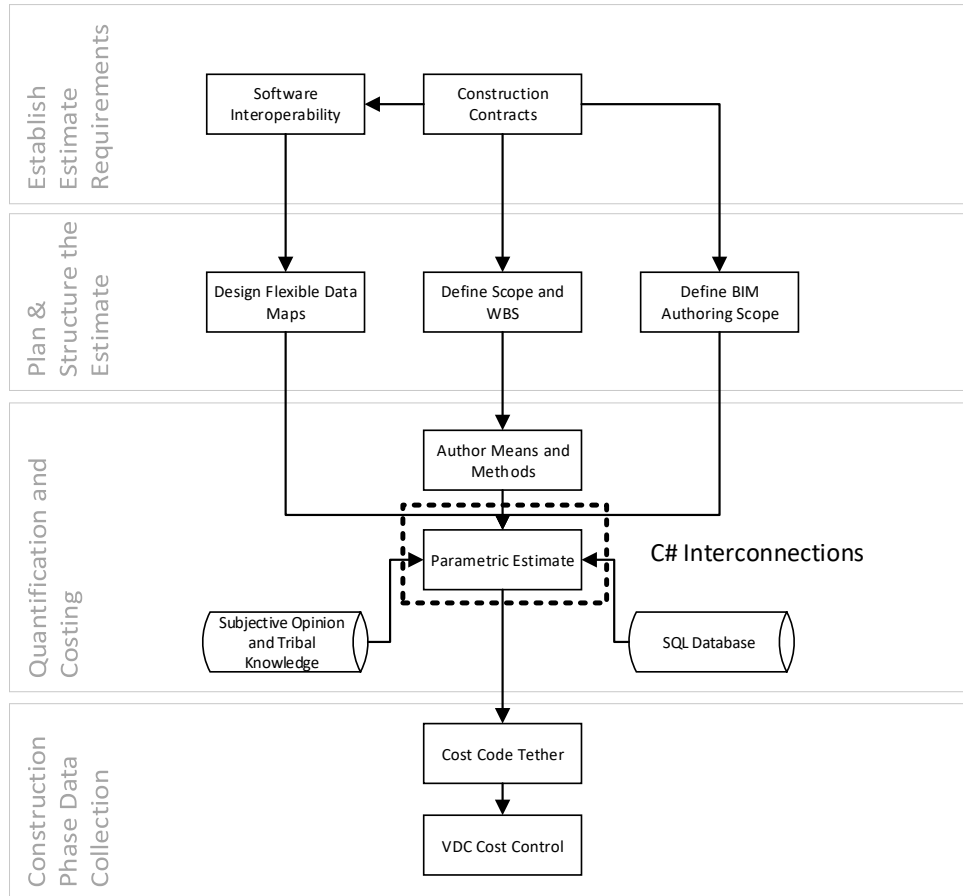 Establish
Estimate
Requirements
Software
Interoperability
Construction
Contracts
Plan &
Structure the
Estimate
Design Flexible Data
Maps
Define Scope and
WBS
Define BIM
Authoring Scope
Quantification and
Costing
Author Means and
Methods
Parametric Estimate
C# Interconnections
Subjective Opinion
and Tribal
Knowledge
SQL Database
Construction
Phase Data
Collection
Cost Code Tether
VDC Cost Control